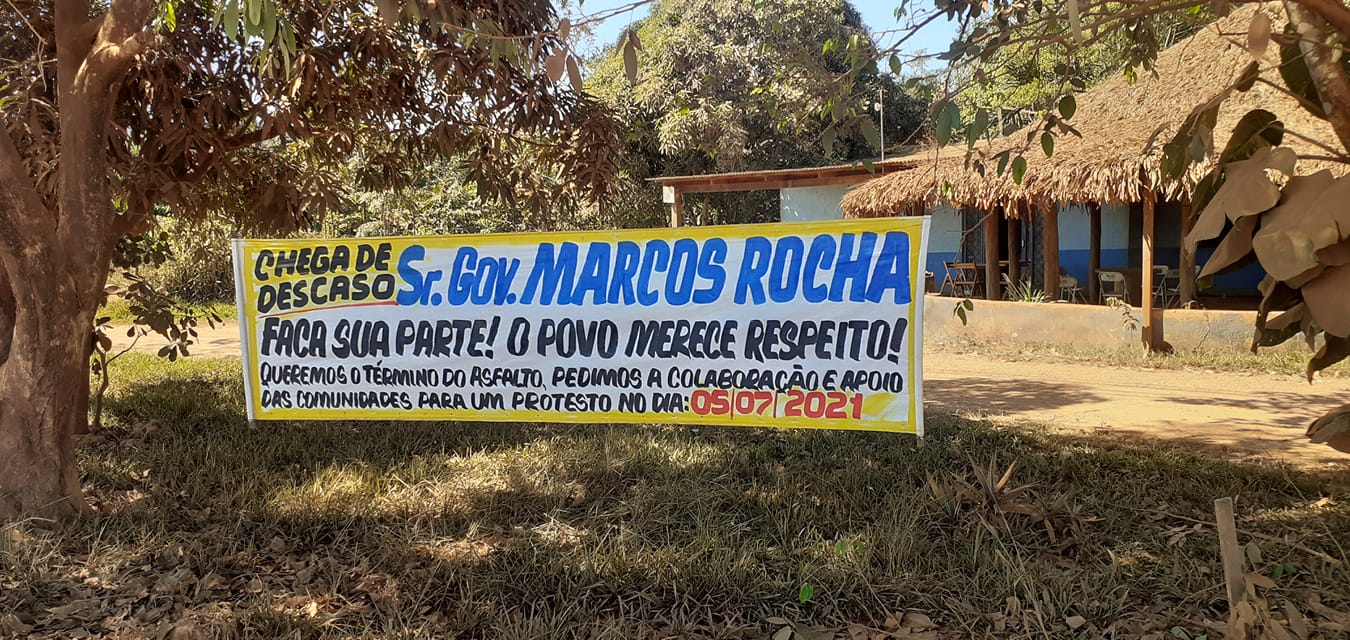 CHEGA DE
DESCASO Sr. GOV. MARCOS ROCHA
FACA SUA PARTE! O POVO MERECE RESPEITO!
QUEREMOS O TÉRMINO DO ASFALTO, PEDIMOS A COLABORAÇÃO E APOIO
DAS COMUNIDADES PARA UM PROTESTO NO DIA: 05/07/2021